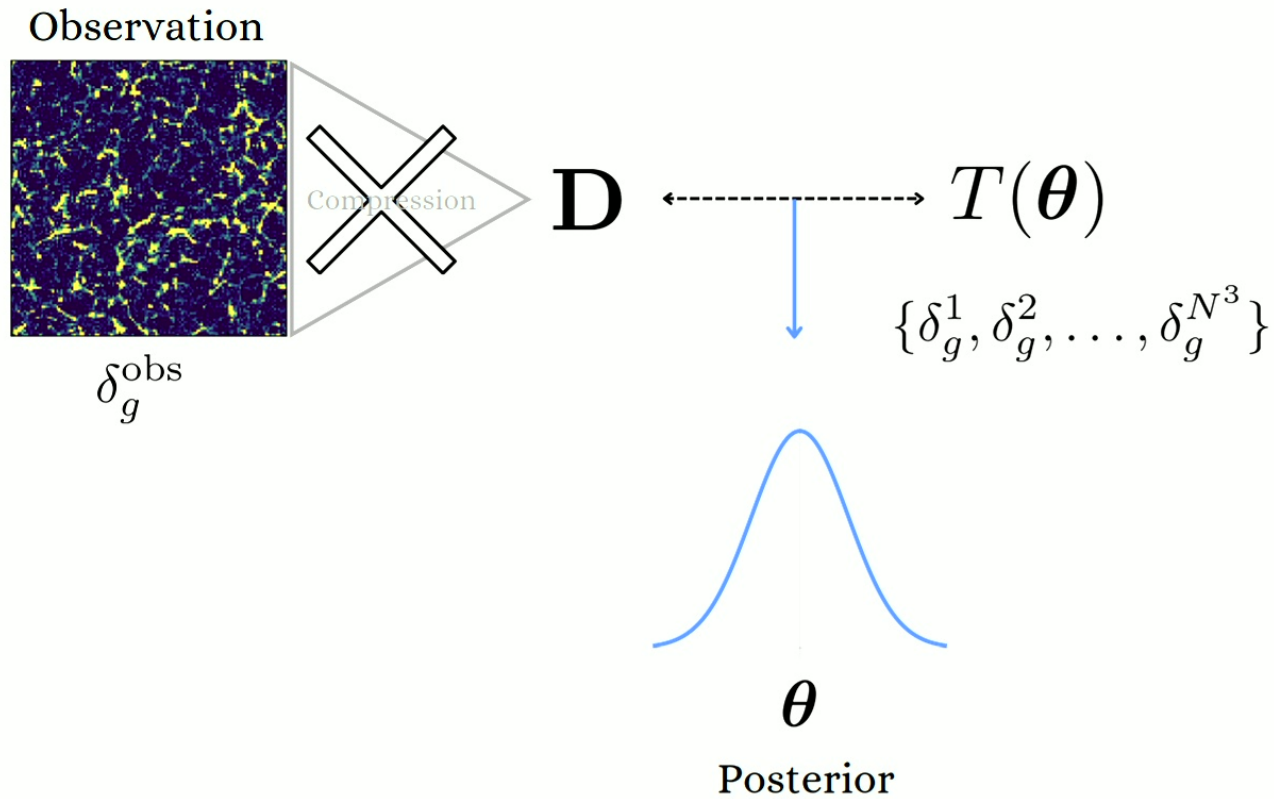 Observation
Compression
D
T(θ)
{δ_g^1, δ_g^2, . . . , δ_g^{N^3}}
δ_g^obs
θ
Posterior